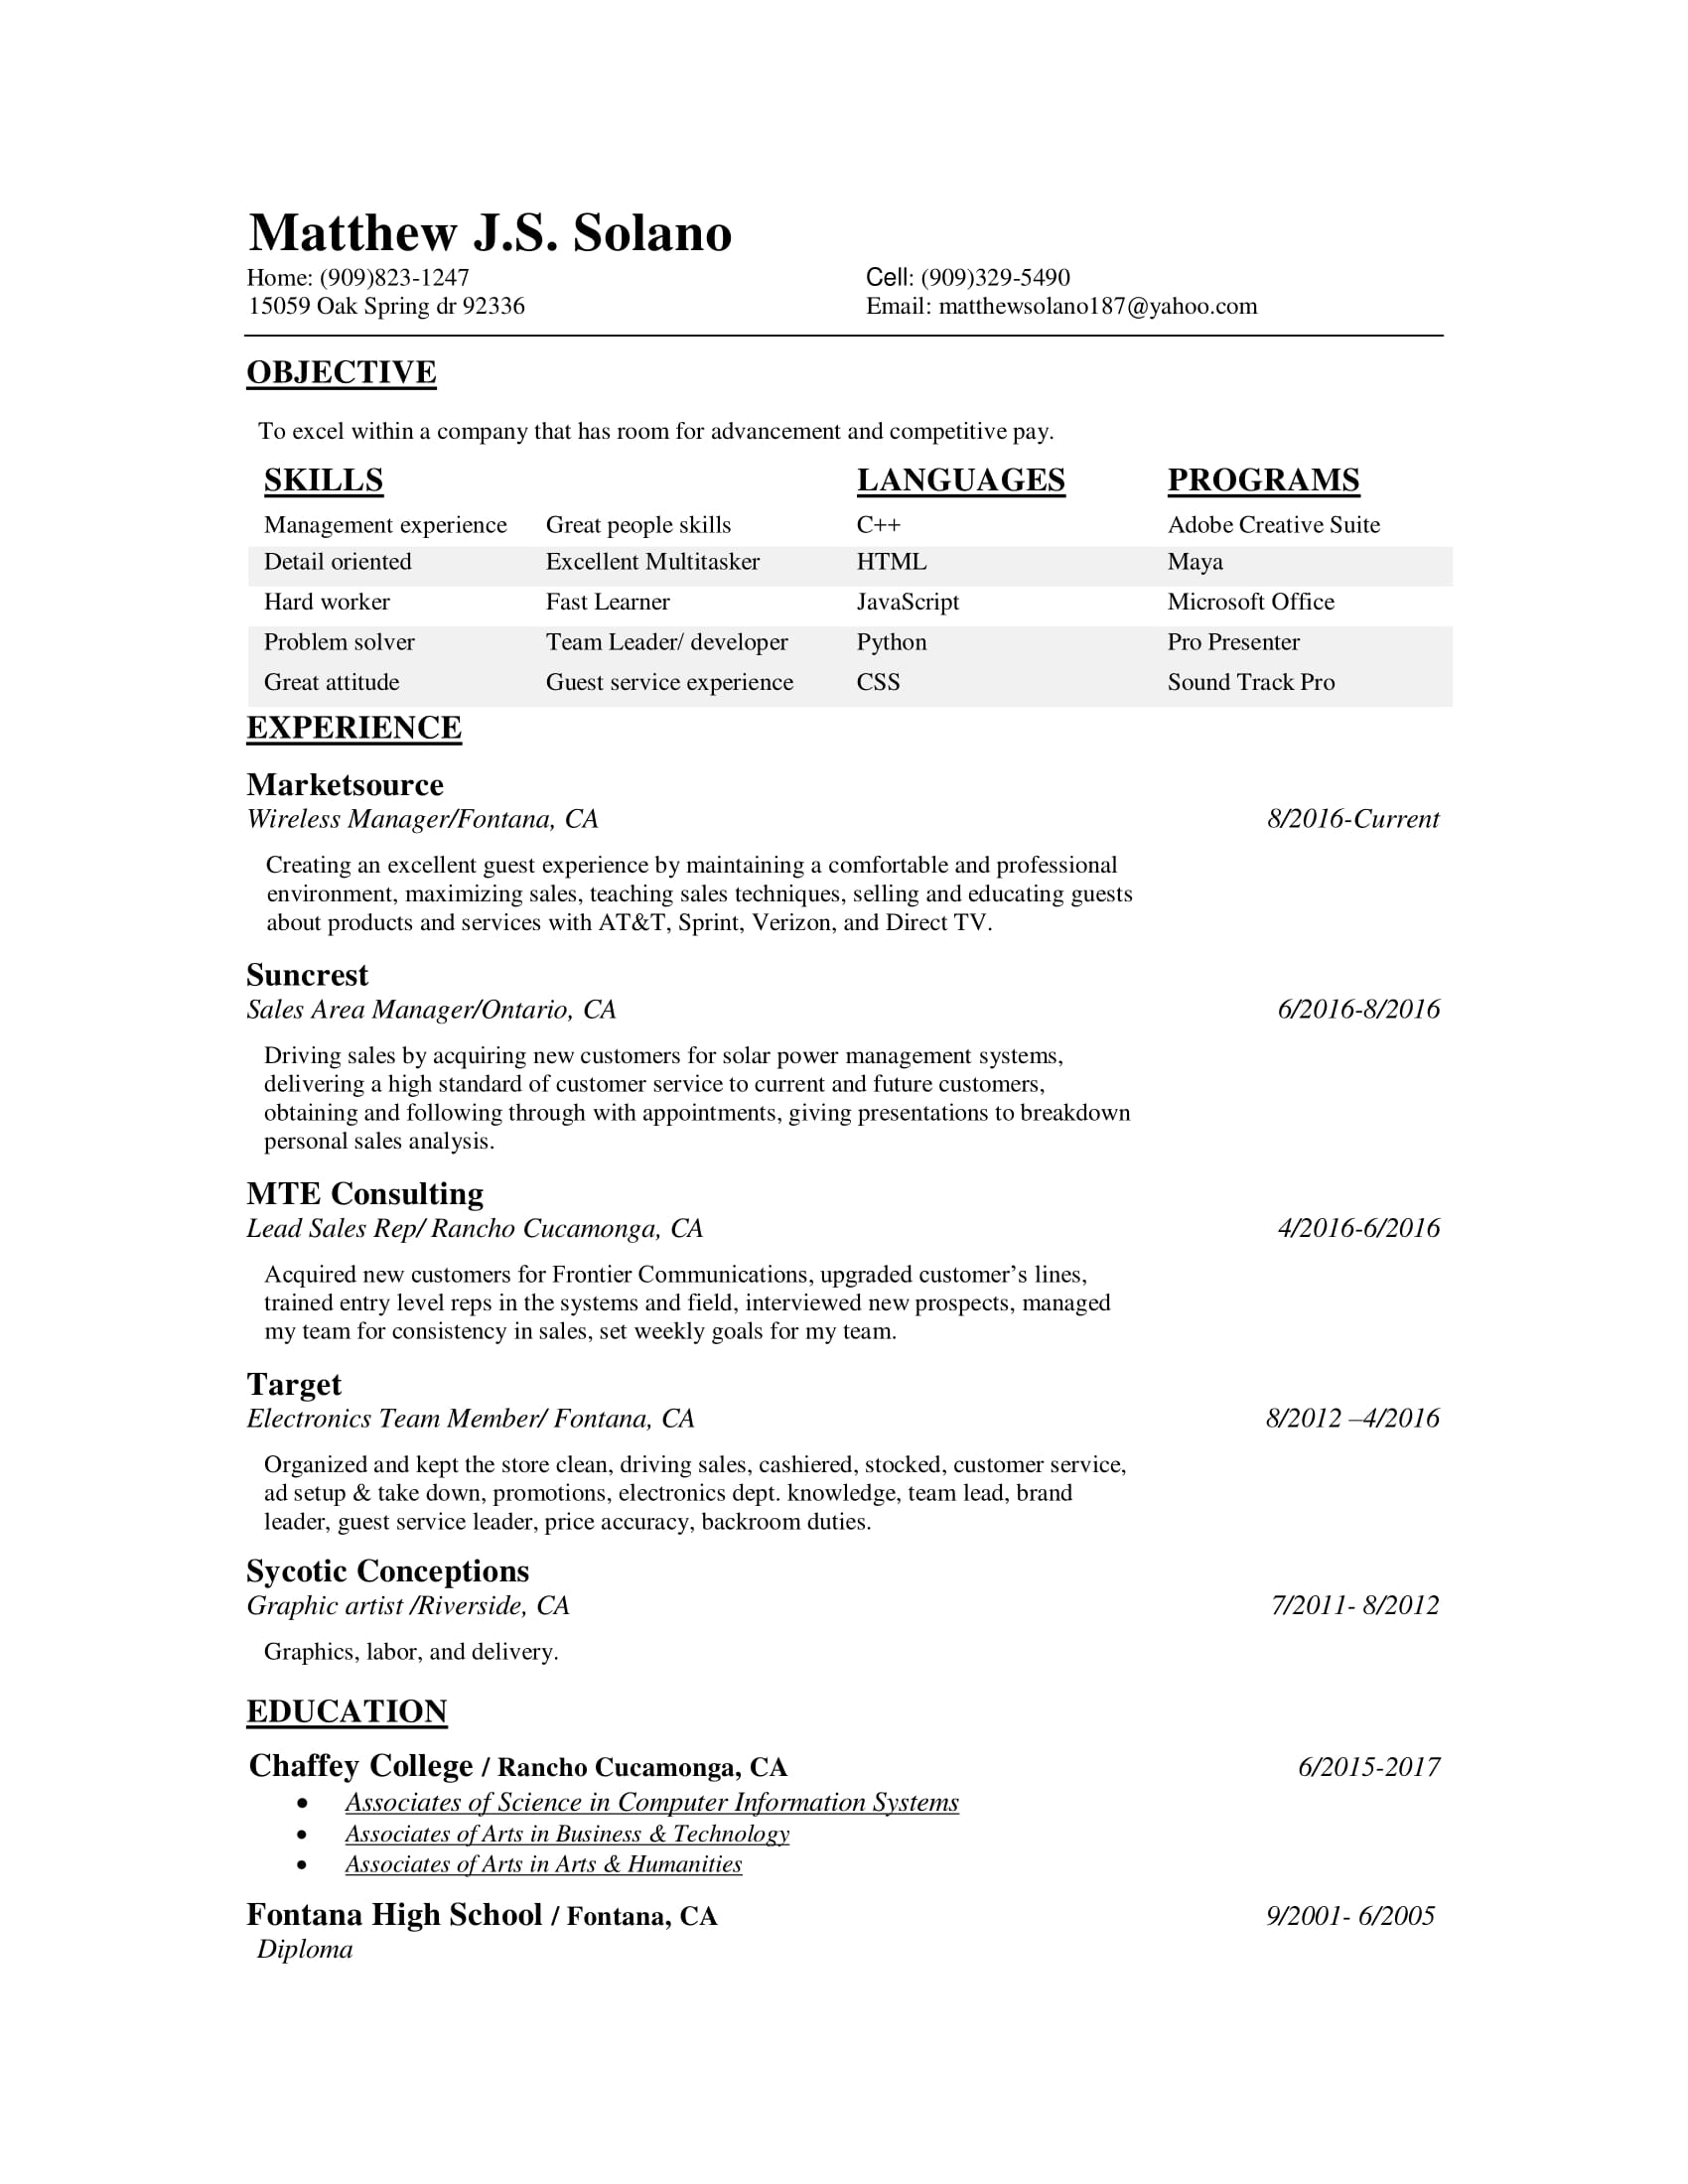 Matthew J.S. Solano
Home: (909)823-1247 Cell: (909)329-5490
15059 Oak Spring dr 92336 Email: matthewsolano187@yahoo.com
OBJECTIVE
To excel within a company that has room for advancement and competitive pay.
SKILLS LANGUAGES PROGRAMS
Management experience Great people skills C++ Adobe Creative Suite
Detail oriented Excellent Multitasker HTML Maya
Hard worker Fast Learner JavaScript Microsoft Office
Problem solver Team Leader/ developer Python Pro Presenter
Great attitude Guest service experience CSS Sound Track Pro
EXPERIENCE
Marketsource
Wireless Manager/Fontana, CA 8/2016-Current
Creating an excellent guest experience by maintaining a comfortable and professional
environment, maximizing sales, teaching sales techniques, selling and educating guests
about products and services with AT&T, Sprint, Verizon, and Direct TV.
Suncrest
Sales Area Manager/Ontario, CA 6/2016-8/2016
Driving sales by acquiring new customers for solar power management systems,
delivering a high standard of customer service to current and future customers,
obtaining and following through with appointments, giving presentations to breakdown
personal sales analysis.
MTE Consulting
Lead Sales Rep/ Rancho Cucamonga, CA 4/2016-6/2016
Acquired new customers for Frontier Communications, upgraded customer’s lines,
trained entry level reps in the systems and field, interviewed new prospects, managed
my team for consistency in sales, set weekly goals for my team.
Target
Electronics Team Member/ Fontana, CA 8/2012 –4/2016
Organized and kept the store clean, driving sales, cashiered, stocked, customer service,
ad setup & take down, promotions, electronics dept. knowledge, team lead, brand
leader, guest service leader, price accuracy, backroom duties.
Sycotic Conceptions
Graphic artist /Riverside, CA 7/2011- 8/2012
Graphics, labor, and delivery.
EDUCATION
Chaffey College / Rancho Cucamonga, CA 6/2015-2017
• Associates of Science in Computer Information Systems
• Associates of Arts in Business & Technology
• Associates of Arts in Arts & Humanities
Fontana High School / Fontana, CA 9/2001- 6/2005
Diploma